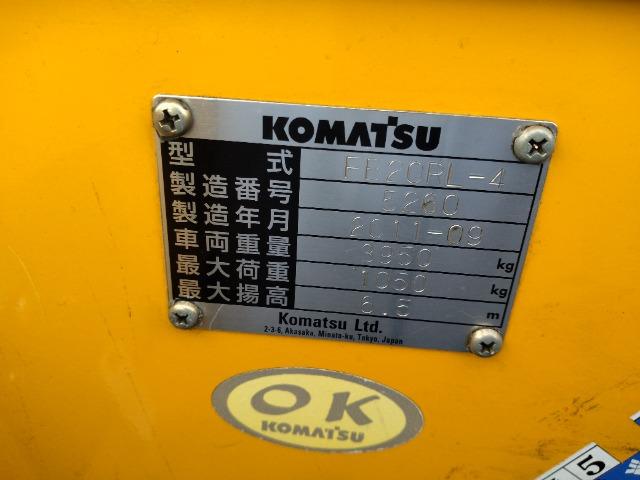 KOMATSU
型式 FB20RL-4
製造番号 5260
製造年月 2011-09
車両重量 3950 kg
最大荷重 1050 kg
最大揚高 6.5 m
Komatsu Ltd.
2-3-6, Akasaka, Minato-ku, Tokyo, Japan
OK
KOMATSU
5